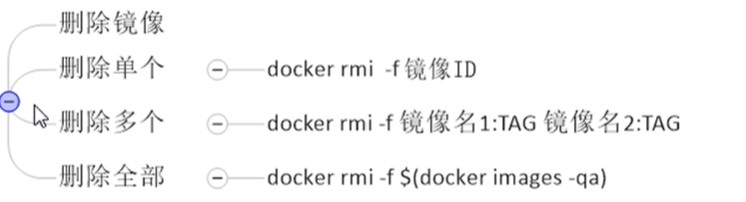 删除镜像
删除单个 docker rmi -f 镜像ID
删除多个 docker rmi -f 镜像名1:TAG 镜像名2:TAG
删除全部 docker rmi -f $(docker images -qa)